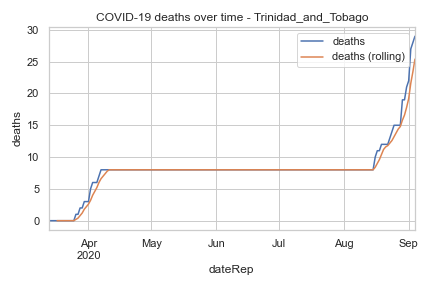 COVID-19 deaths over time - Trinidad_and_Tobago
deaths
deaths (rolling)
deaths
30
25
20
15
10
5
0
Apr May Jun Jul Aug Sep
2020
dateRep